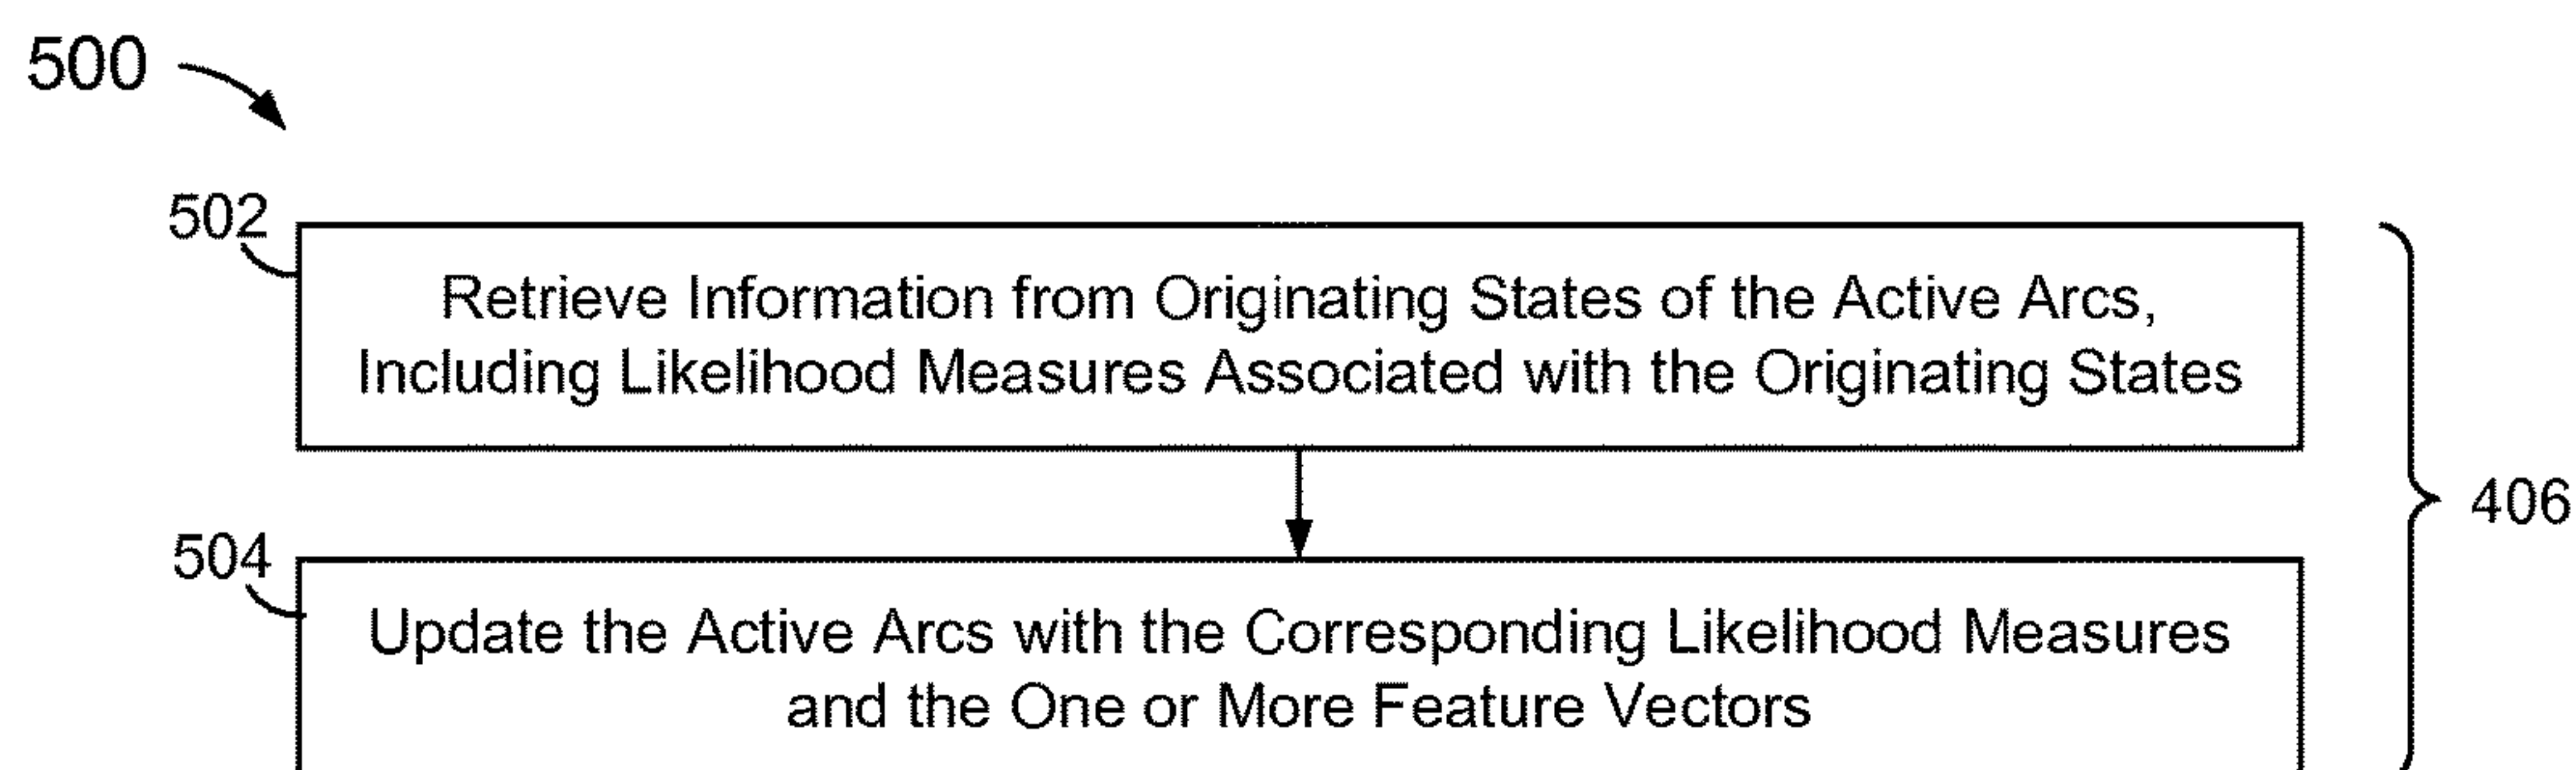 500
502
Retrieve Information from Originating States of the Active Arcs,
Including Likelihood Measures Associated with the Originating States
406
504
Update the Active Arcs with the Corresponding Likelihood Measures
and the One or More Feature Vectors